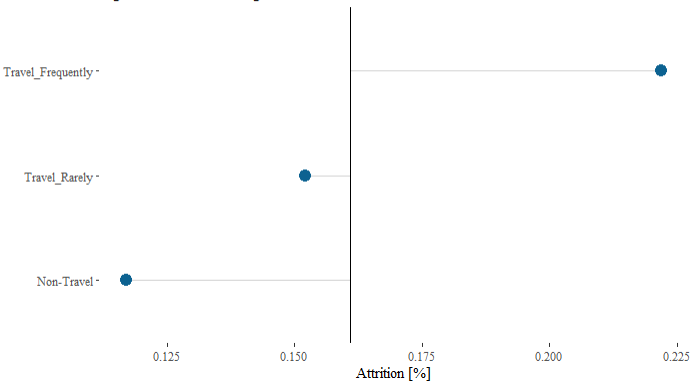 Travel_Frequently
Travel_Rarely
Non-Travel
0.125 0.150 0.175 0.200 0.225
Attrition [%]